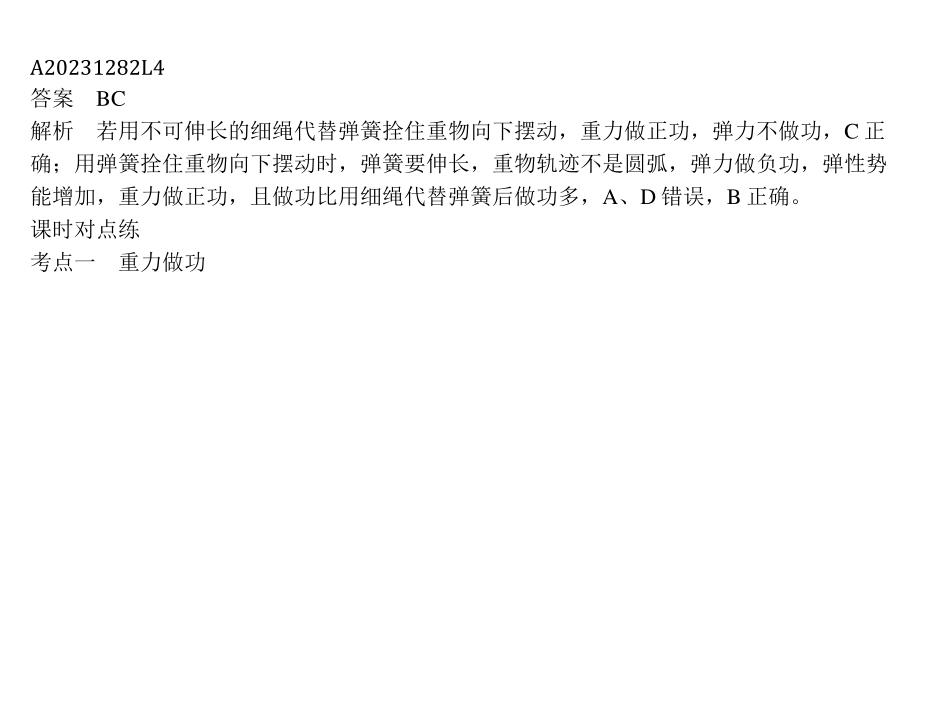 A20231282L4
答案　BC
解析　若用不可伸长的细绳代替弹簧拴住重物向下摆动，重力做正功，弹力不做功，C 正
确；用弹簧拴住重物向下摆动时，弹簧要伸长，重物轨迹不是圆弧，弹力做负功，弹性势
能增加，重力做正功，且做功比用细绳代替弹簧后做功多，A、D 错误，B 正确。
课时对点练
考点一　重力做功